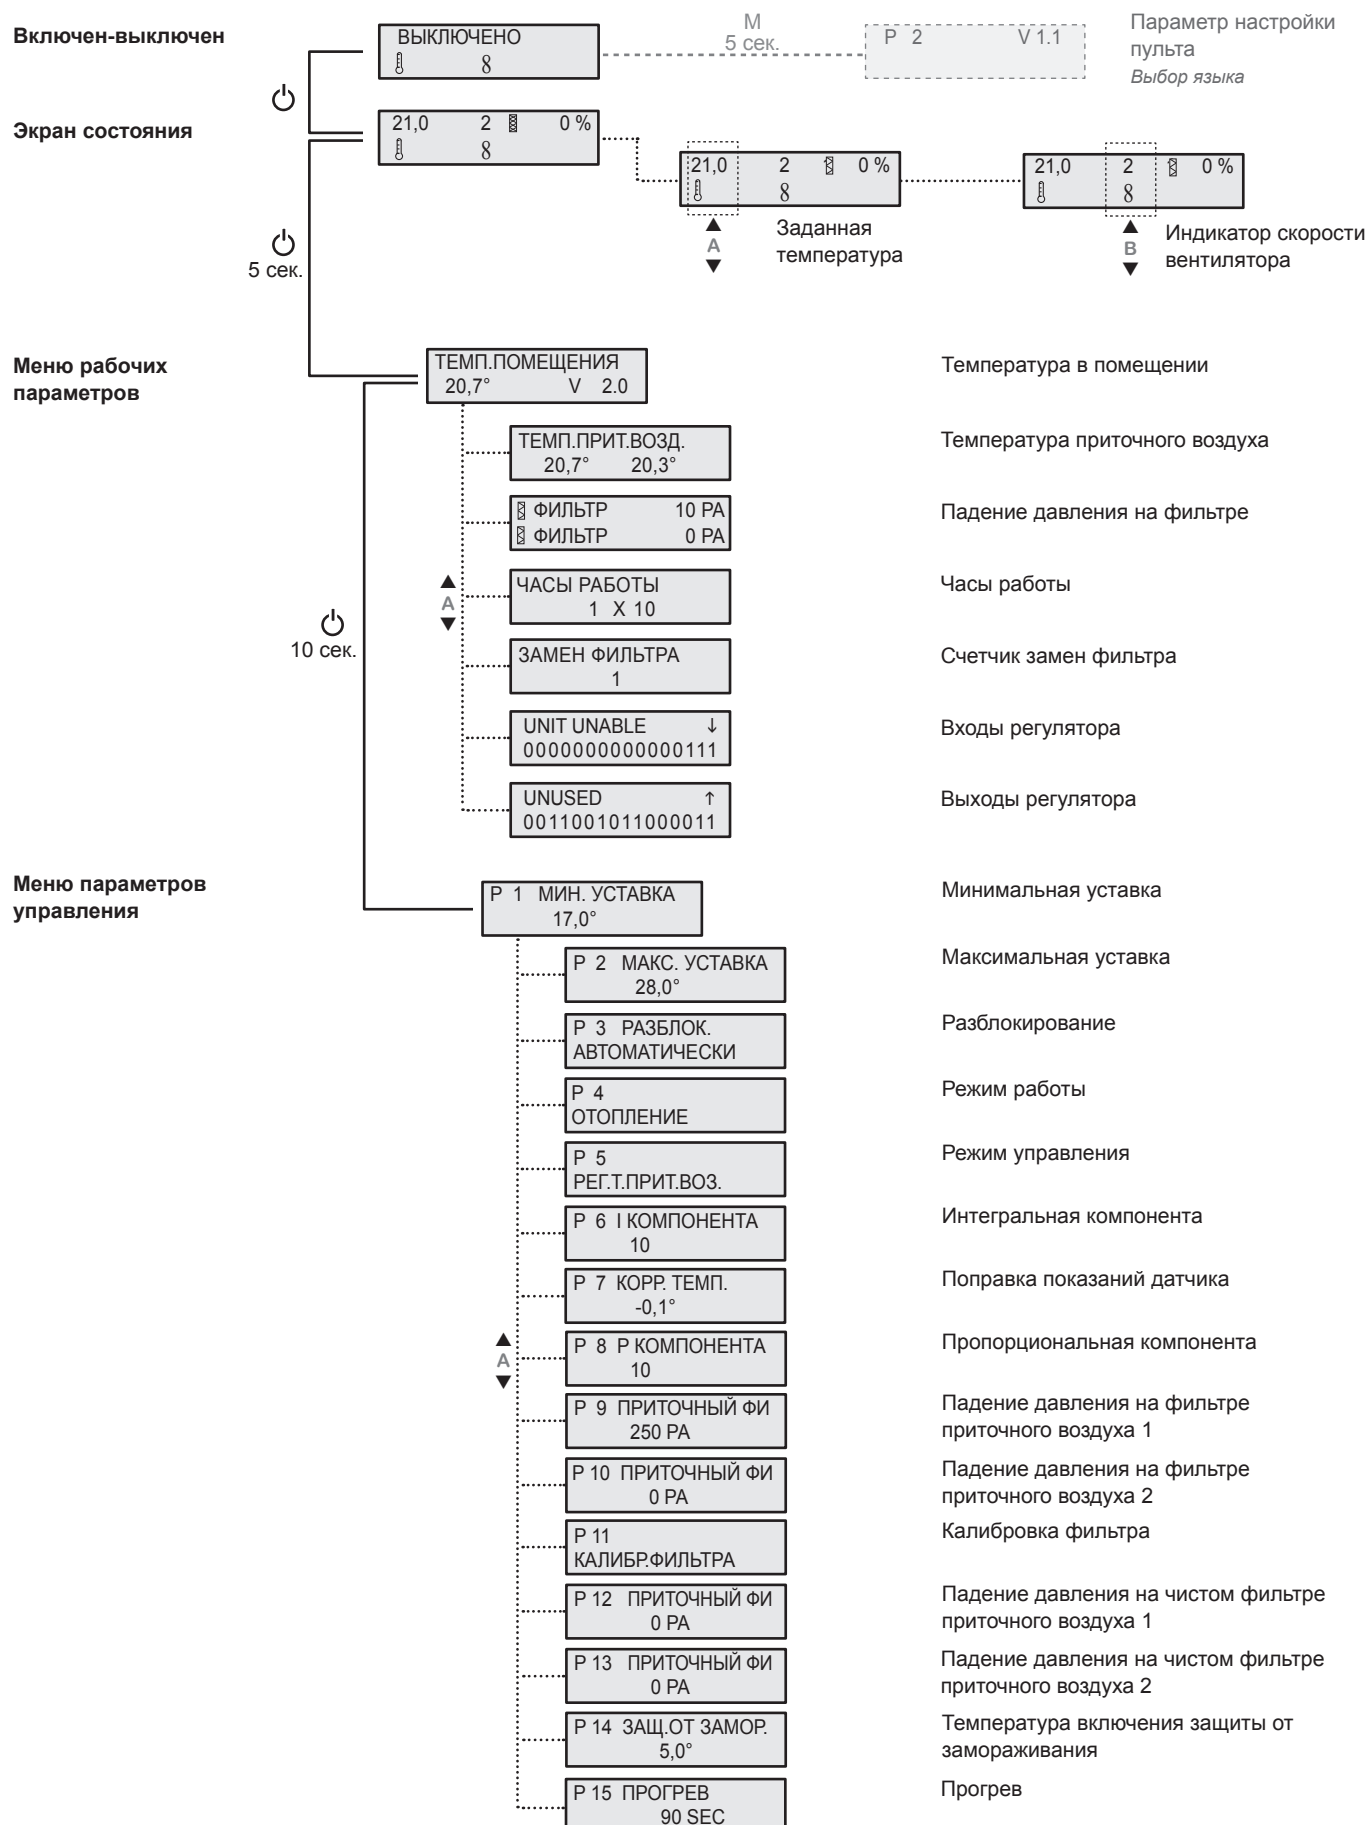 Включен-выключен
ВЫКЛЮЧЕНО
8
М
5 сек.
P 2 V 1.1
Параметр настройки
пульта
Выбор языка
Экран состояния
21,0 2 0 %
8
21,0 2 0 %
8
21,0 2 0 %
8
A
Заданная
температура
B
Индикатор скорости
вентилятора
5 сек.
Меню рабочих
параметров
ТЕМП.ПОМЕЩЕНИЯ
20,7° V 2.0
Температура в помещении
ТЕМП.ПРИТ.ВОЗД.
20,7° 20,3°
Температура приточного воздуха
ФИЛЬТР 10 PA
ФИЛЬТР 0 PA
Падение давления на фильтре
A
ЧАСЫ РАБОТЫ
1 X 10
Часы работы
10 сек.
ЗАМЕН ФИЛЬТРА
1
Счетчик замен фильтра
UNIT UNABLE ↓
0000000000000111
Входы регулятора
UNUSED ↑
0011001011000011
Выходы регулятора
Меню параметров
управления
P 1 МИН. УСТАВКА
17,0°
Минимальная уставка
P 2 МАКС. УСТАВКА
28,0°
Максимальная уставка
P 3 РАЗБЛОК.
АВТОМАТИЧЕСКИ
Разблокирование
P 4
ОТОПЛЕНИЕ
Режим работы
P 5
РЕГ.Т.ПРИТ.ВОЗ.
Режим управления
P 6 I КОМПОНЕНТА
10
Интегральная компонента
P 7 КОРР. ТЕМП.
-0,1°
Поправка показаний датчика
A
P 8 P КОМПОНЕНТА
10
Пропорциональная компонента
P 9 ПРИТОЧНЫЙ ФИ
250 PA
Падение давления на фильтре
приточного воздуха 1
P 10 ПРИТОЧНЫЙ ФИ
0 PA
Падение давления на фильтре
приточного воздуха 2
P 11
КАЛИБР.ФИЛЬТРА
Калибровка фильтра
P 12 ПРИТОЧНЫЙ ФИ
0 PA
Падение давления на чистом фильтре
приточного воздуха 1
P 13 ПРИТОЧНЫЙ ФИ
0 PA
Падение давления на чистом фильтре
приточного воздуха 2
P 14 ЗАЩ.ОТ ЗАМОР.
5,0°
Температура включения защиты от
замораживания
P 15 ПРОГРЕВ
90 SEC
Прогрев